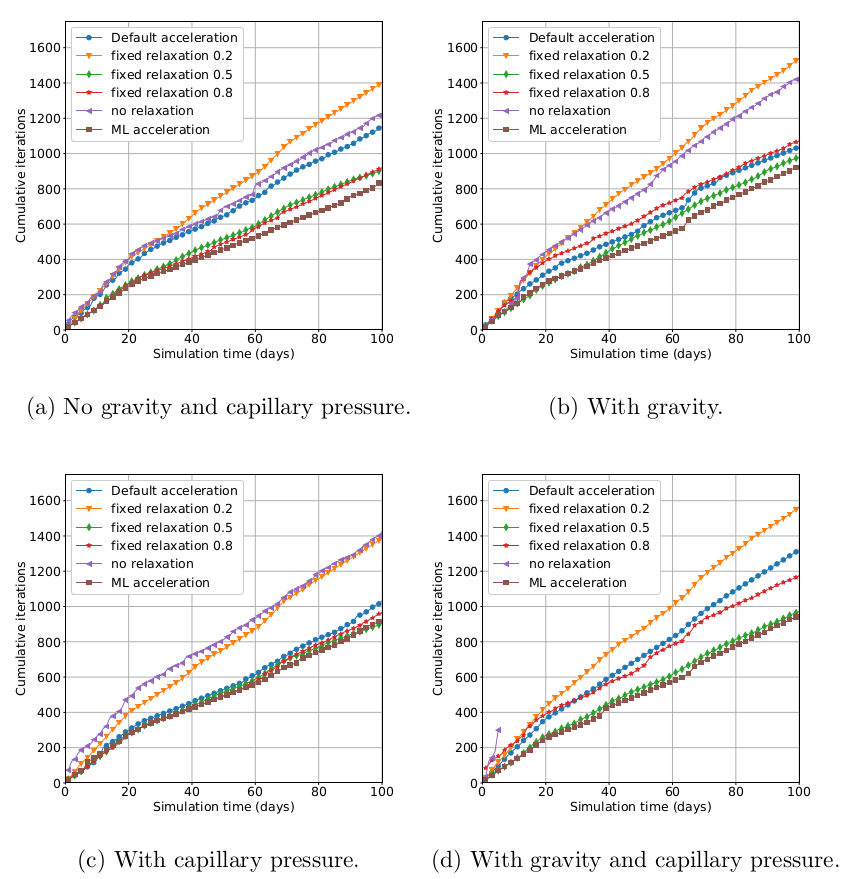 Default acceleration
fixed relaxation 0.2
fixed relaxation 0.5
fixed relaxation 0.8
no relaxation
ML acceleration
Cumulative iterations
1600
1400
1200
1000
800
600
400
200
0
0 20 40 60 80 100
Simulation time (days)
(a) No gravity and capillary pressure.
Default acceleration
fixed relaxation 0.2
fixed relaxation 0.5
fixed relaxation 0.8
no relaxation
ML acceleration
Cumulative iterations
1600
1400
1200
1000
800
600
400
200
0
0 20 40 60 80 100
Simulation time (days)
(b) With gravity.
Default acceleration
fixed relaxation 0.2
fixed relaxation 0.5
fixed relaxation 0.8
no relaxation
ML acceleration
Cumulative iterations
1600
1400
1200
1000
800
600
400
200
0
0 20 40 60 80 100
Simulation time (days)
(c) With capillary pressure.
Default acceleration
fixed relaxation 0.2
fixed relaxation 0.5
fixed relaxation 0.8
no relaxation
ML acceleration
Cumulative iterations
1600
1400
1200
1000
800
600
400
200
0
0 20 40 60 80 100
Simulation time (days)
(d) With gravity and capillary pressure.